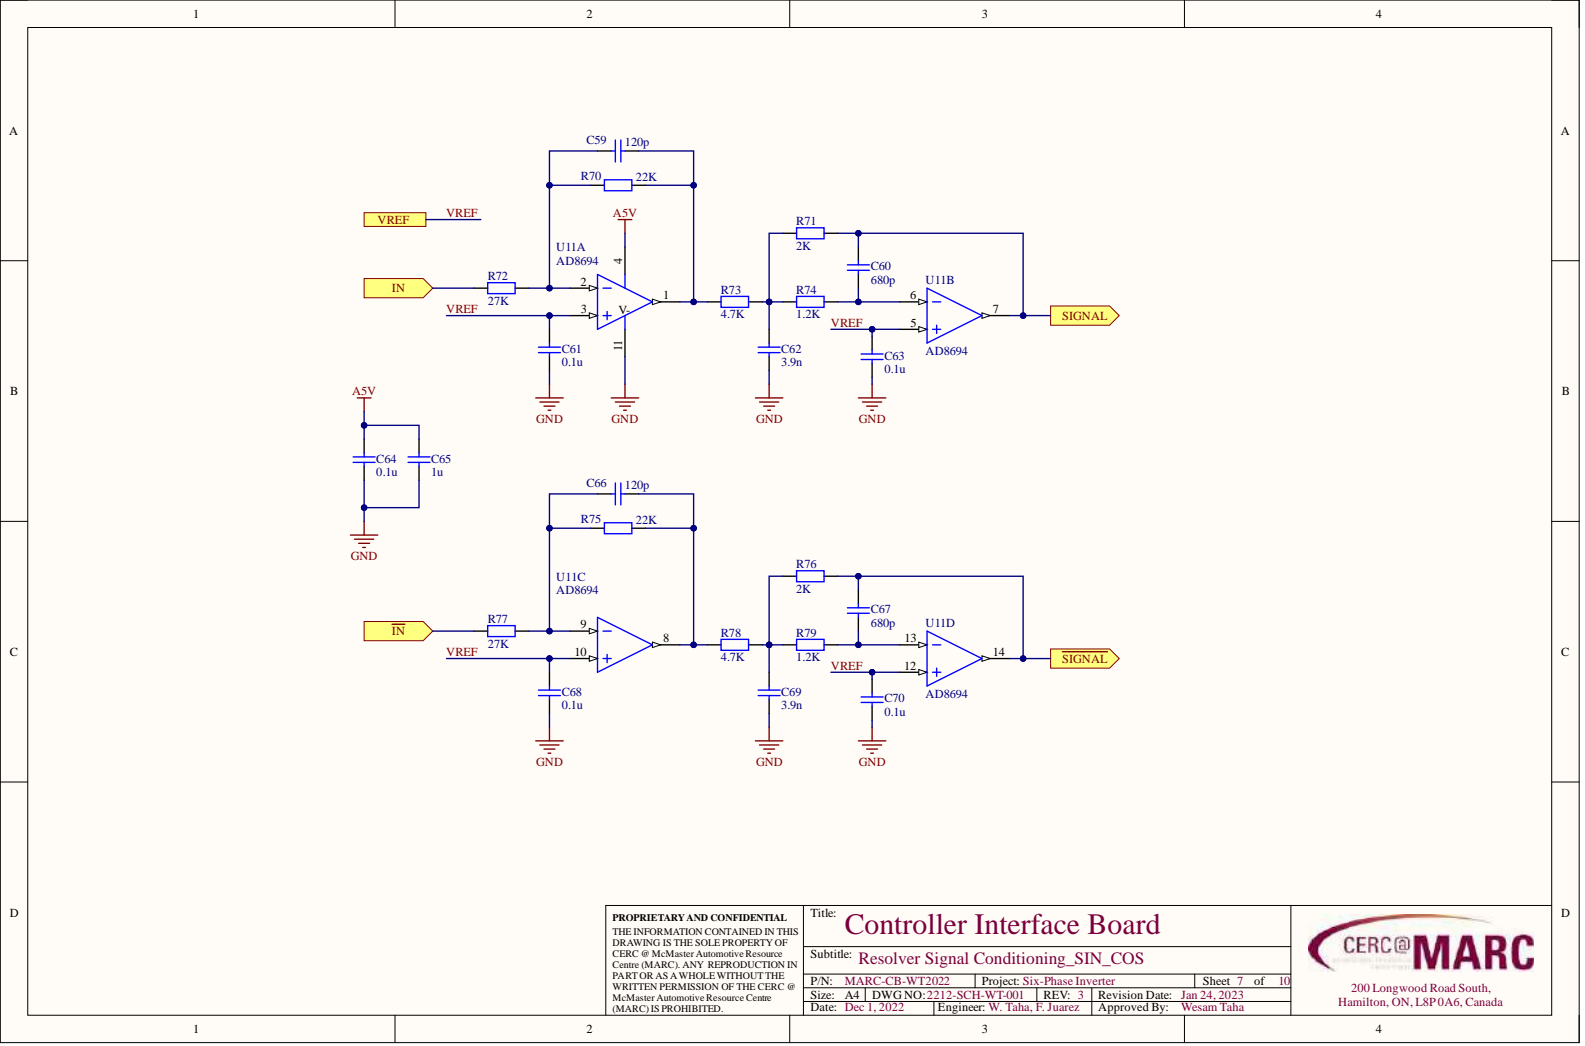 1 2 3 4
A A
C59 120p
R70 22K
VREF VREF
A5V
R71
2K
U11A
AD8694
4
C60
680p
U11B
IN
R72
27K
2
3
VREF
1
V-
11
R73
4.7K
R74
1.2K
6
5
7
SIGNAL
VREF
AD8694
C61
0.1u
C62
3.9n
C63
0.1u
GND GND GND GND
B B
A5V
C64
0.1u
C65
1u
GND
C66 120p
R75 22K
R76
2K
U11C
AD8694
C67
680p
U11D
IN
R77
27K
9
10
VREF
8
R78
4.7K
R79
1.2K
13
12
14
SIGNAL
VREF
AD8694
C68
0.1u
C69
3.9n
C70
0.1u
GND GND GND
C C
D D
PROPRIETARY AND CONFIDENTIAL
THE INFORMATION CONTAINED IN THIS
DRAWING IS THE SOLE PROPERTY OF
CERC @ McMaster Automotive Resource
Centre (MARC). ANY REPRODUCTION IN
PART OR AS A WHOLE WITHOUT THE
WRITTEN PERMISSION OF THE CERC @
McMaster Automotive Resource Centre
(MARC) IS PROHIBITED.
Title: Controller Interface Board
Subtitle: Resolver Signal Conditioning_SIN_COS
P/N: MARC-CB-WT2022 Project: Six-Phase Inverter Sheet 7 of 10
Size: A4 DWG NO: 2212-SCH-WT-001 REV: 3 Revision Date: Jan 24, 2023
Date: Dec 1, 2022 Engineer: W. Taha, F. Juarez Approved By: Wesam Taha
CERC@MARC
200 Longwood Road South,
Hamilton, ON, L8P 0A6, Canada
1 2 3 4